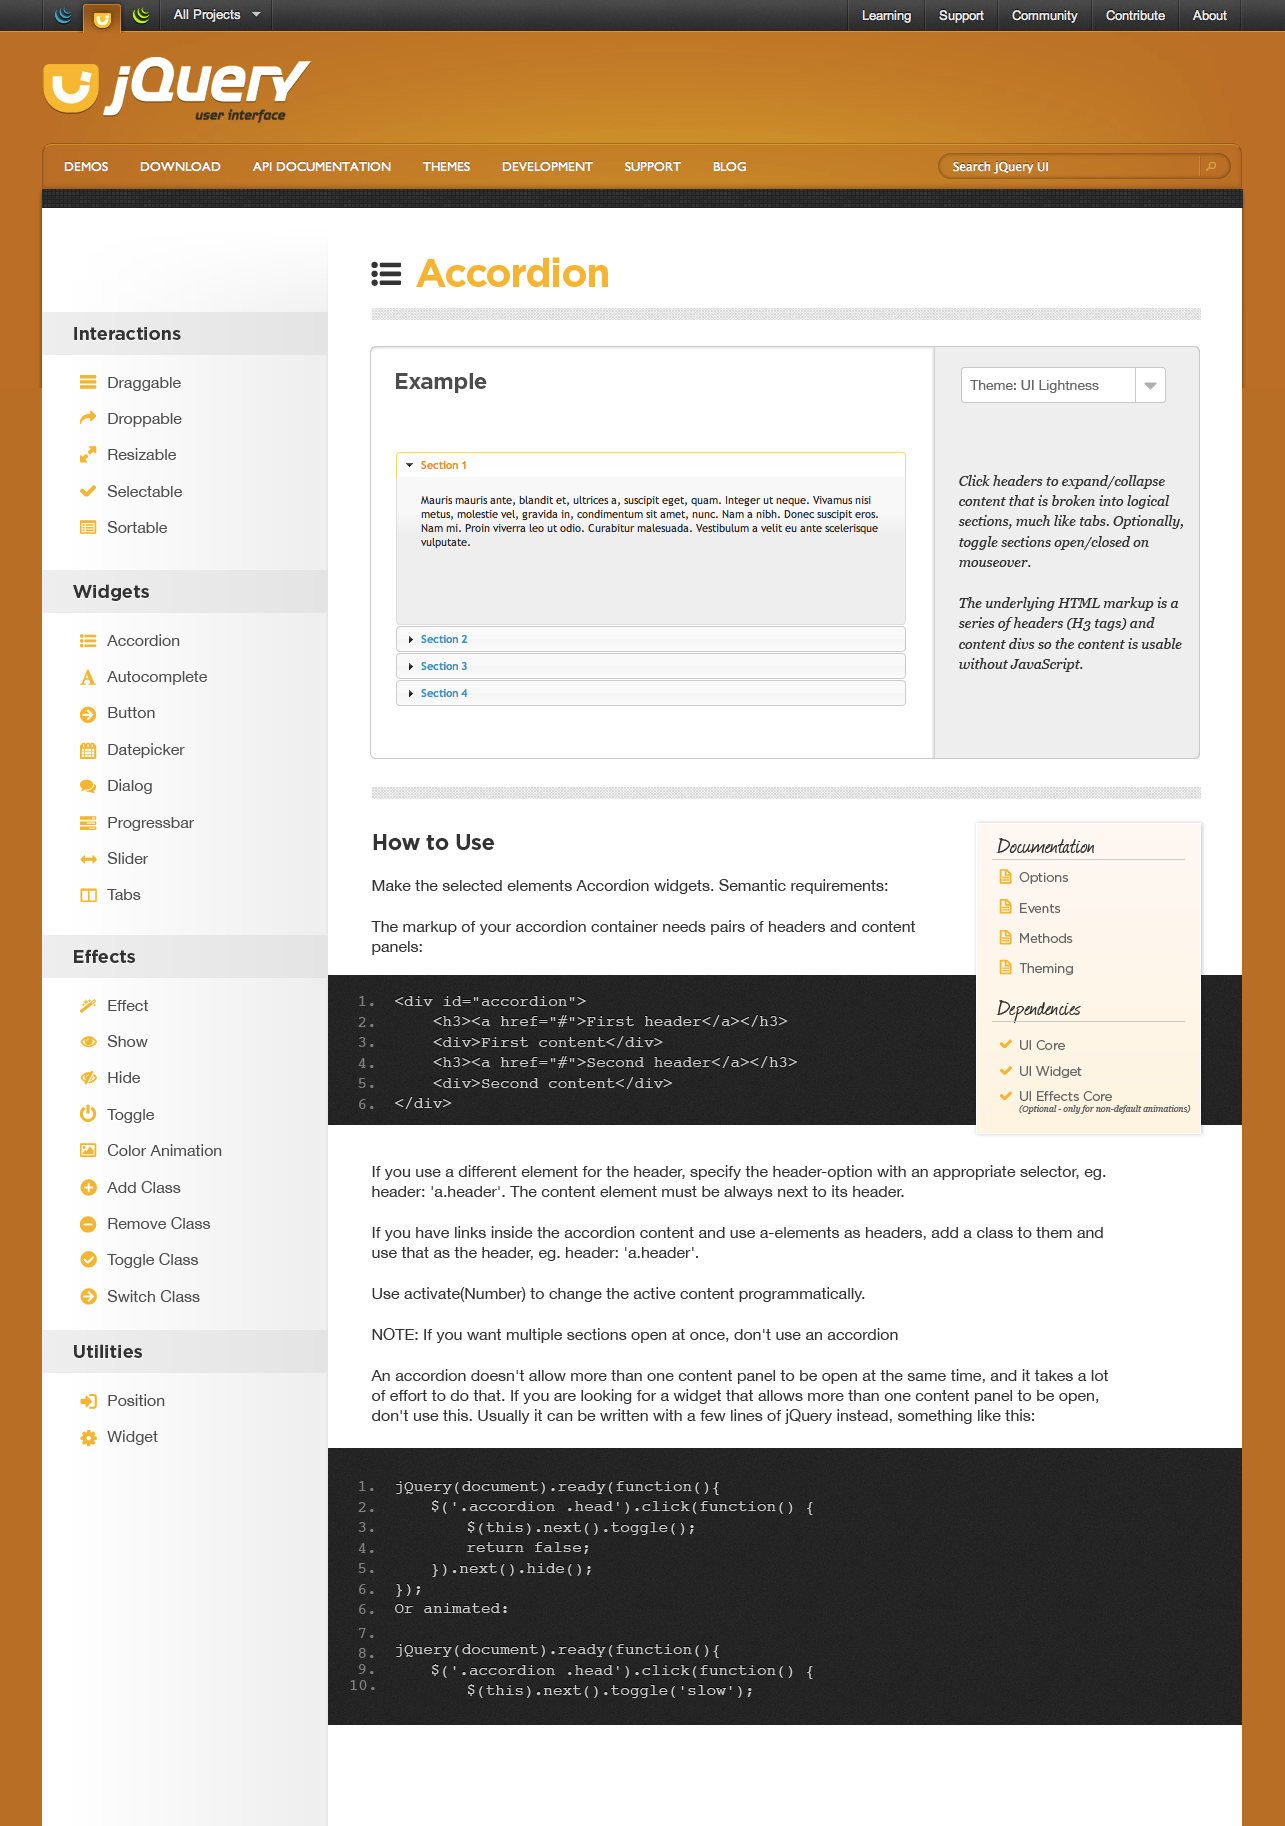 All Projects
Learning
Support
Community
Contribute
About
jQuery
user interface
DEMOS
DOWNLOAD
API DOCUMENTATION
THEMES
DEVELOPMENT
SUPPORT
BLOG
Search jQuery UI
Interactions
Draggable
Droppable
Resizable
Selectable
Sortable
Widgets
Accordion
Autocomplete
Button
Datepicker
Dialog
Progressbar
Slider
Tabs
Effects
Effect
Show
Hide
Toggle
Color Animation
Add Class
Remove Class
Toggle Class
Switch Class
Utilities
Position
Widget
Accordion
Example
Section 1
Mauris mauris ante, blandit et, ultrices a, suscipit eget, quam. Integer ut neque. Vivamus nisi
metus, molestie vel, gravida in, condimentum sit amet, nunc. Nam a nibh. Donec suscipit eros.
Nam mi. Proin viverra leo ut odio. Curabitur malesuada. Vestibulum a velit eu ante scelerisque
vulputate.
Section 2
Section 3
Section 4
Theme: UI Lightness
Click headers to expand/collapse
content that is broken into logical
sections, much like tabs. Optionally,
toggle sections open/closed on
mouseover.
The underlying HTML markup is a
series of headers (H3 tags) and
content divs so the content is usable
without JavaScript.
How to Use
Make the selected elements Accordion widgets. Semantic requirements:
The markup of your accordion container needs pairs of headers and content
panels:
1. <div id="accordion">
2. <h3><a href="#">First header</a></h3>
3. <div>First content</div>
4. <h3><a href="#">Second header</a></h3>
5. <div>Second content</div>
6. </div>
Documentation
Options
Events
Methods
Theming
Dependencies
UI Core
UI Widget
UI Effects Core
(Optional - only for non-default animations)
If you use a different element for the header, specify the header-option with an appropriate selector, eg.
header: 'a.header'. The content element must be always next to its header.
If you have links inside the accordion content and use a-elements as headers, add a class to them and
use that as the header, eg. header: 'a.header'.
Use activate(Number) to change the active content programmatically.
NOTE: If you want multiple sections open at once, don't use an accordion
An accordion doesn't allow more than one content panel to be open at the same time, and it takes a lot
of effort to do that. If you are looking for a widget that allows more than one content panel to be open,
don't use this. Usually it can be written with a few lines of jQuery instead, something like this:
1. jQuery(document).ready(function(){
2. $('.accordion .head').click(function() {
3. $(this).next().toggle();
4. return false;
5. }).next().hide();
6. });
6. Or animated:
7.
8. jQuery(document).ready(function(){
9. $('.accordion .head').click(function() {
10. $(this).next().toggle('slow');